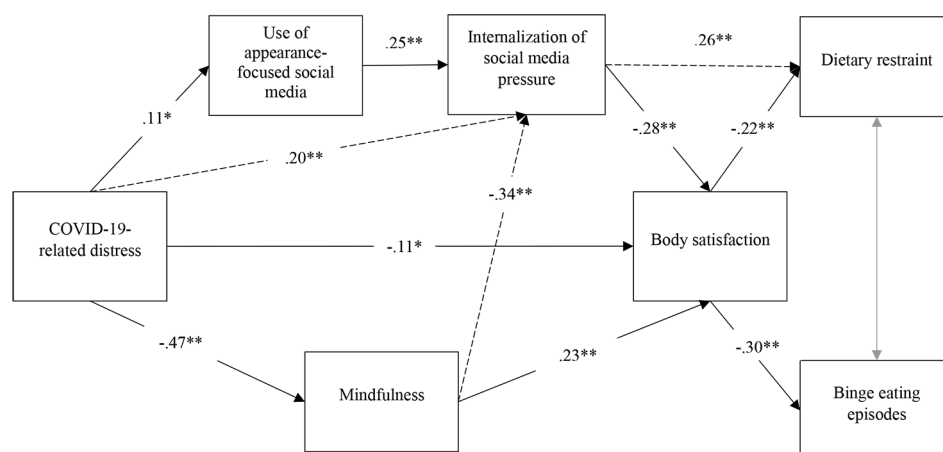 Use of
appearance-
focused social
media
.25**
Internalization of
social media
pressure
.26**
Dietary restraint
.11*
-.28**
-.22**
.20**
-.34**
COVID-19-
related distress
-.11*
Body satisfaction
-.47**
Mindfulness
.23**
-.30**
Binge eating
episodes